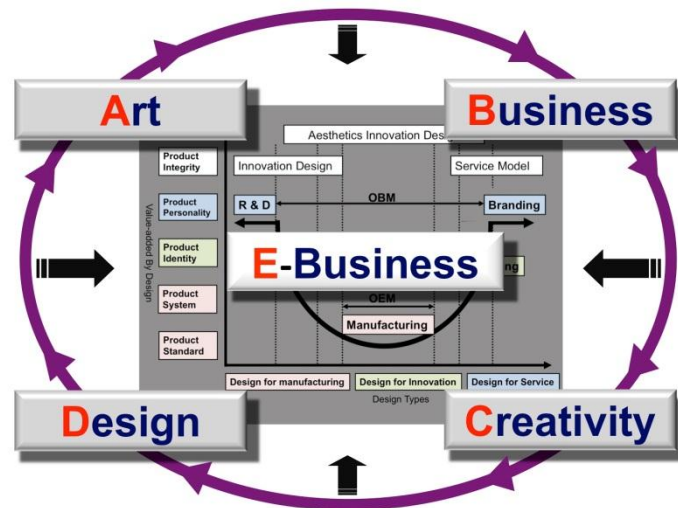 Art
Business
Aesthetics Innovation Des
Product
Integrity
Innovation Design
Service Model
Product
Personality
R & D
OBM
Branding
Value-added By Design
Product
Identity
E-Business
Product
System
OEM
Manufacturing
Product
Standard
Design for manufacturing
Design for Innovation
Design for Service
Design Types
Design
Creativity